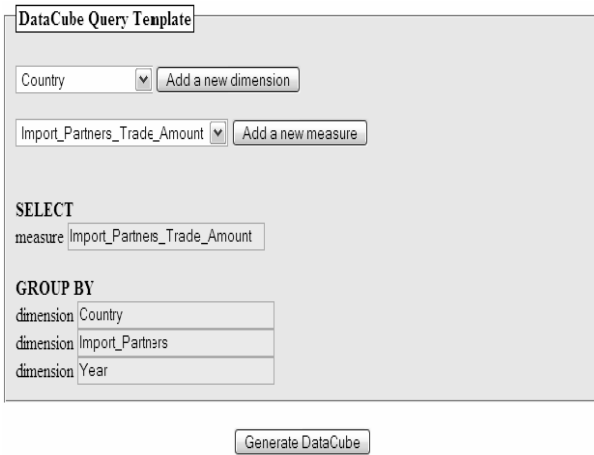 DataCube Query Template
Country Add a new dimension
Import_Partners_Trade_Amount Add a new measure
SELECT
measure Import_Partners_Trade_Amount
GROUP BY
dimension Country
dimension Import_Partners
dimension Year
Generate DataCube